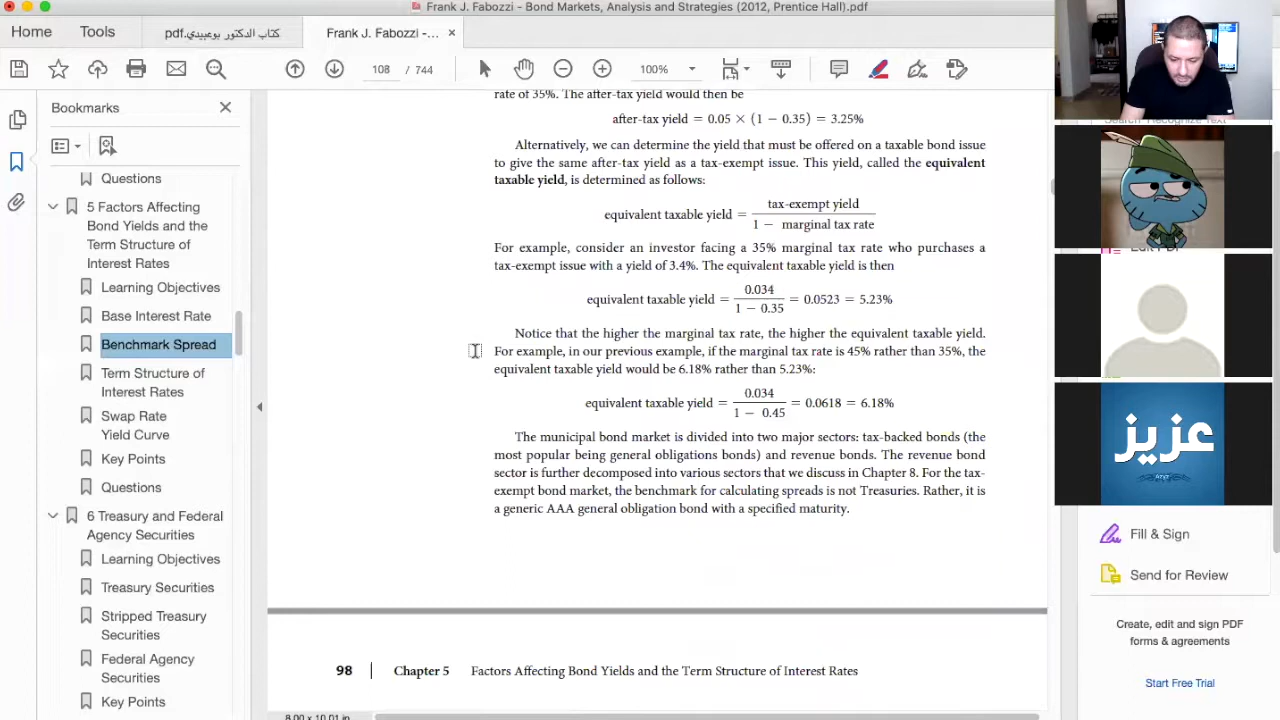 Frank J. Fabozzi - Bond Markets, Analysis and Strategies (2012, Prentice Hall).pdf
Home
Tools
كتاب الدكتور بوعبيدي.pdf
Frank J. Fabozzi -...
108 / 744
100%
Bookmarks
Questions
5 Factors Affecting
Bond Yields and the
Term Structure of
Interest Rates
Learning Objectives
Base Interest Rate
Benchmark Spread
Term Structure of
Interest Rates
Swap Rate
Yield Curve
Key Points
Questions
6 Treasury and Federal
Agency Securities
Learning Objectives
Treasury Securities
Stripped Treasury
Securities
Federal Agency
Securities
Key Points
rate of 35%. The after-tax yield would then be
after-tax yield = 0.05 × (1 − 0.35) = 3.25%
Alternatively, we can determine the yield that must be offered on a taxable bond issue
to give the same after-tax yield as a tax-exempt issue. This yield, called the equivalent
taxable yield, is determined as follows:
equivalent taxable yield = tax-exempt yield / 1 − marginal tax rate
For example, consider an investor facing a 35% marginal tax rate who purchases a
tax-exempt issue with a yield of 3.4%. The equivalent taxable yield is then
equivalent taxable yield = 0.034 / 1 − 0.35 = 0.0523 = 5.23%
Notice that the higher the marginal tax rate, the higher the equivalent taxable yield.
For example, in our previous example, if the marginal tax rate is 45% rather than 35%, the
equivalent taxable yield would be 6.18% rather than 5.23%:
equivalent taxable yield = 0.034 / 1 − 0.45 = 0.0618 = 6.18%
The municipal bond market is divided into two major sectors: tax-backed bonds (the
most popular being general obligations bonds) and revenue bonds. The revenue bond
sector is further decomposed into various sectors that we discuss in Chapter 8. For the tax-
exempt bond market, the benchmark for calculating spreads is not Treasuries. Rather, it is
a generic AAA general obligation bond with a specified maturity.
98 | Chapter 5 Factors Affecting Bond Yields and the Term Structure of Interest Rates
8.00 x 10.01 in
عزيز
Fill & Sign
Send for Review
Create, edit and sign PDF
forms & agreements
Start Free Trial